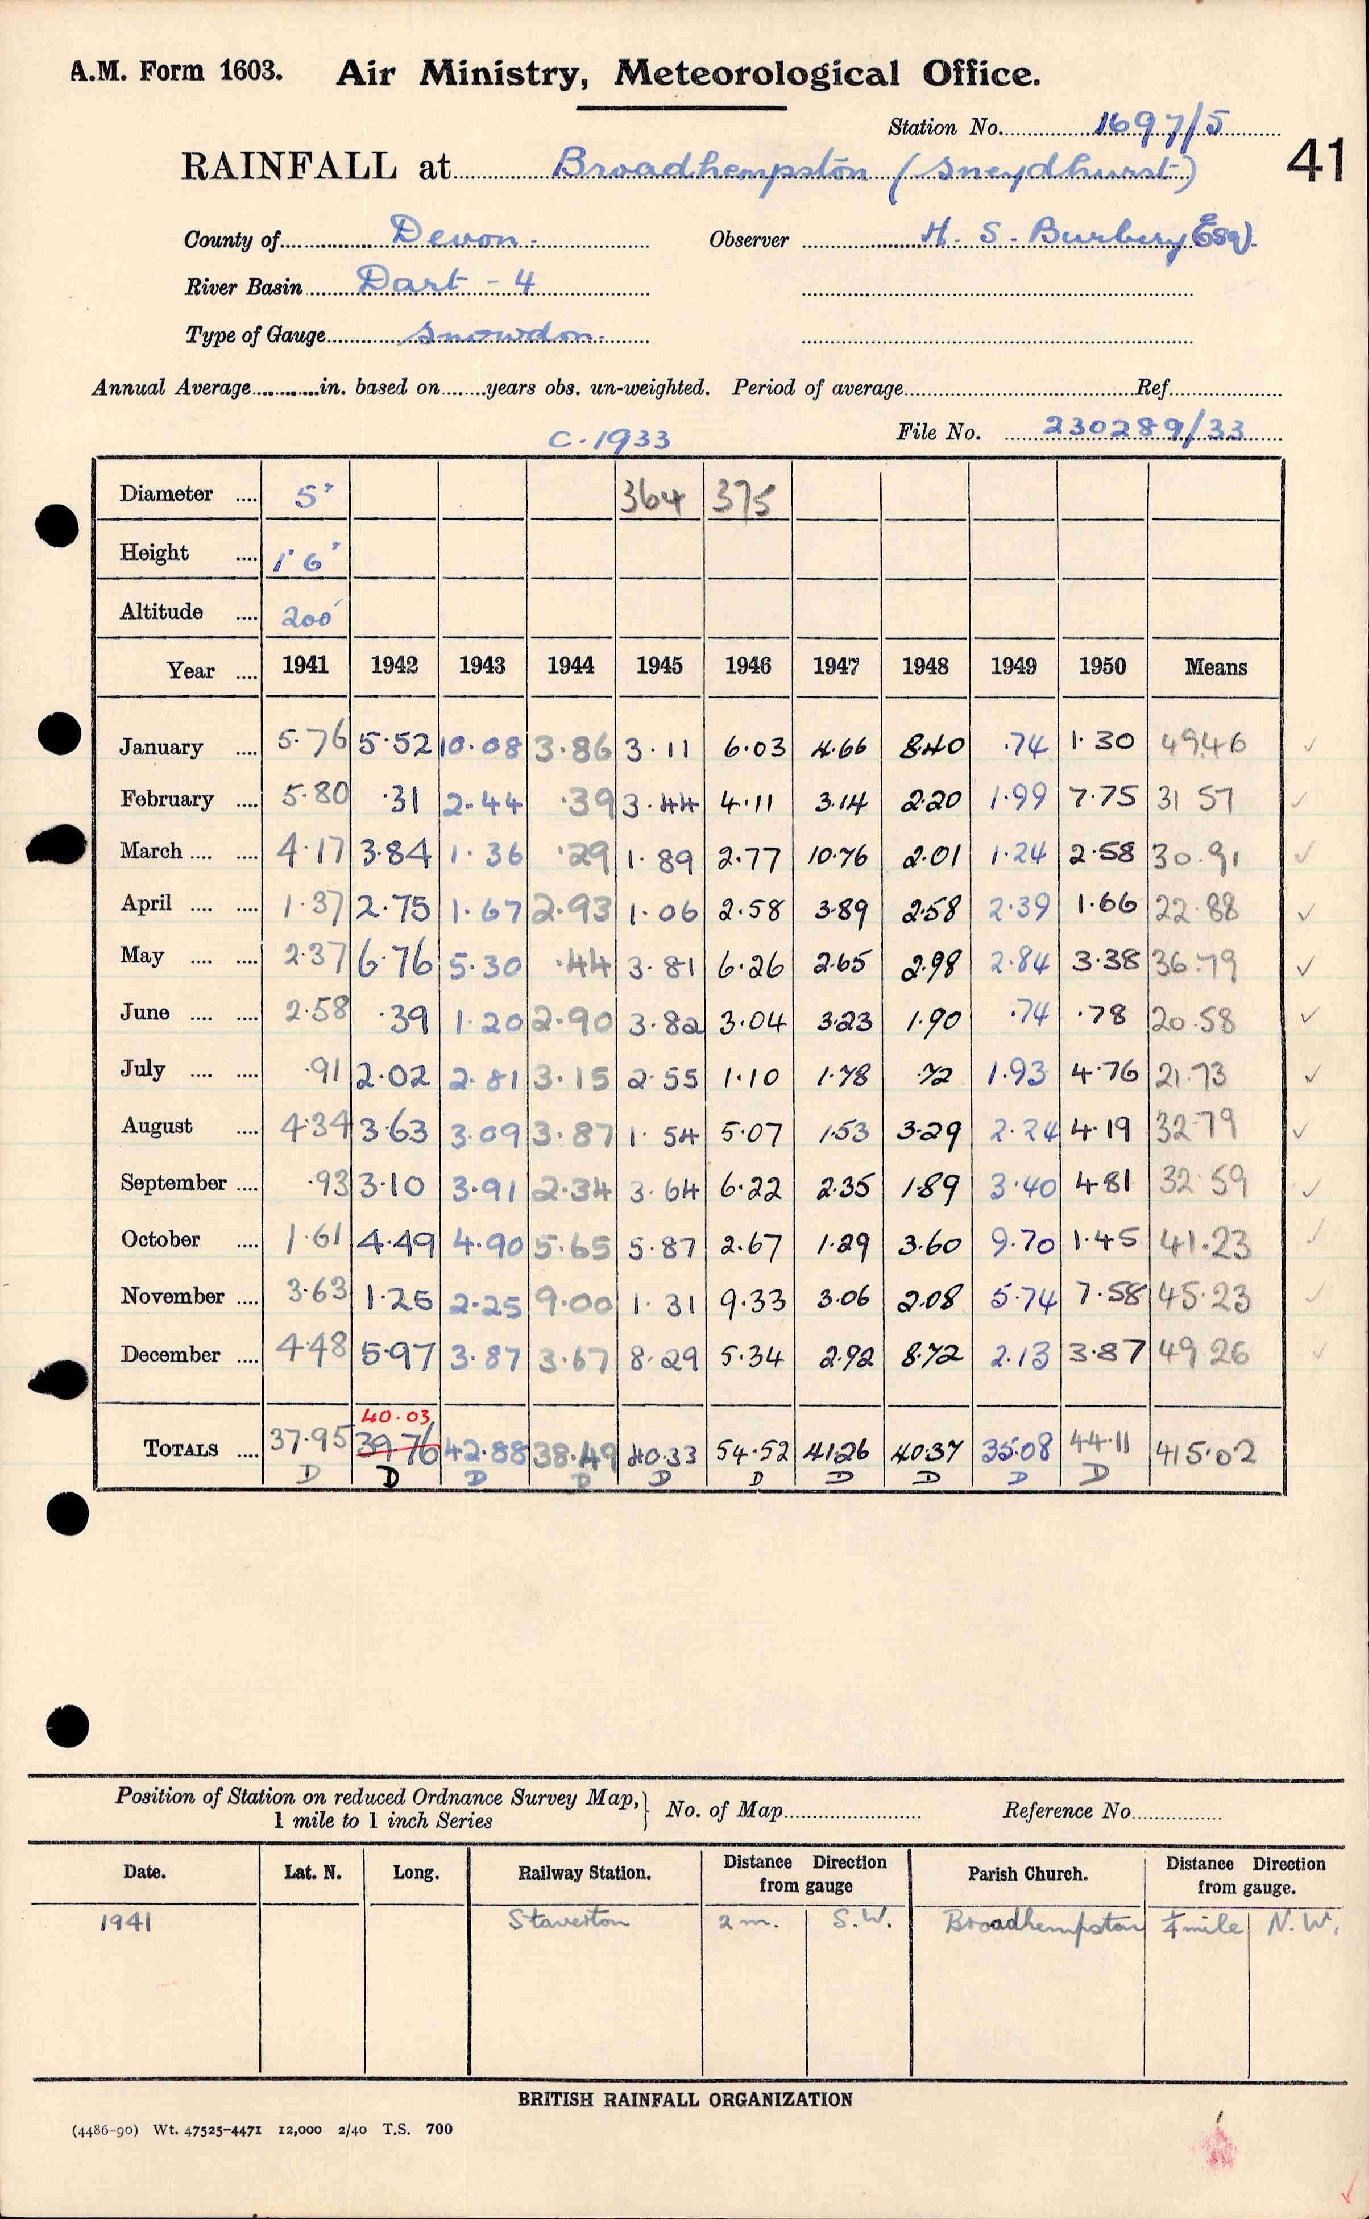 A.M. Form 1603. Air Ministry, Meteorological Office.
Station No. 1697/5
41
RAINFALL at Broadhempston (Sneydhurst)
County of Devon. Observer H. S. Burbery Esq.
River Basin Dart - 4
Type of Gauge Snowdon.
Annual Average in. based on years obs. un-weighted. Period of average Ref.
C. 1933 File No. 230289/33
Diameter 5" 364 375
Height 1' 6"
Altitude 200'
Year 1941 1942 1943 1944 1945 1946 1947 1948 1949 1950 Means
January 5.76 5.52 10.08 3.86 3.11 6.03 4.66 8.40 .74 1.30 49.46 ✓
February 5.80 .31 2.44 .39 3.44 4.11 3.14 2.20 1.99 7.75 31 57 ✓
March 4.17 3.84 1.36 .29 1.89 2.77 10.76 2.01 1.24 2.58 30.91 ✓
April 1.37 2.75 1.67 2.93 1.06 2.58 3.89 2.58 2.39 1.66 22.88 ✓
May 2.37 6.76 5.30 .44 3.81 6.26 2.65 2.98 2.84 3.38 36.79 ✓
June 2.58 .39 1.20 2.90 3.82 3.04 3.23 1.90 .74 .78 20.58 ✓
July .91 2.02 2.81 3.15 2.55 1.10 1.78 .72 1.93 4.76 21.73 ✓
August 4.34 3.63 3.09 3.87 1.54 5.07 1.53 3.29 2.24 4.19 32.79 ✓
September .93 3.10 3.91 2.34 3.64 6.22 2.35 1.89 3.40 4.81 32.59 ✓
October 1.61 4.49 4.90 5.65 5.87 2.67 1.29 3.60 9.70 1.45 41.23 ✓
November 3.63 1.25 2.25 9.00 1.31 9.33 3.06 2.08 5.74 7.58 45.23 ✓
December 4.48 5.97 3.87 3.67 8.29 5.34 2.92 8.72 2.13 3.87 49.26 ✓
40.03
TOTALS 37.95 39.76 42.88 38.49 40.33 54.52 41.26 40.37 35.08 44.11 415.02
D D D D D D D D D D
Position of Station on reduced Ordnance Survey Map,} No. of Map Reference No.
1 mile to 1 inch Series
Date. Lat. N. Long. Railway Station. Distance from gauge Direction from gauge Parish Church. Distance from gauge. Direction from gauge.
1941 Staverton 2 m. S.W. Broadhempston ¼ mile N.W.
BRITISH RAINFALL ORGANIZATION
(4486-90) Wt. 47525-4471 12,000 2/40 T.S. 700